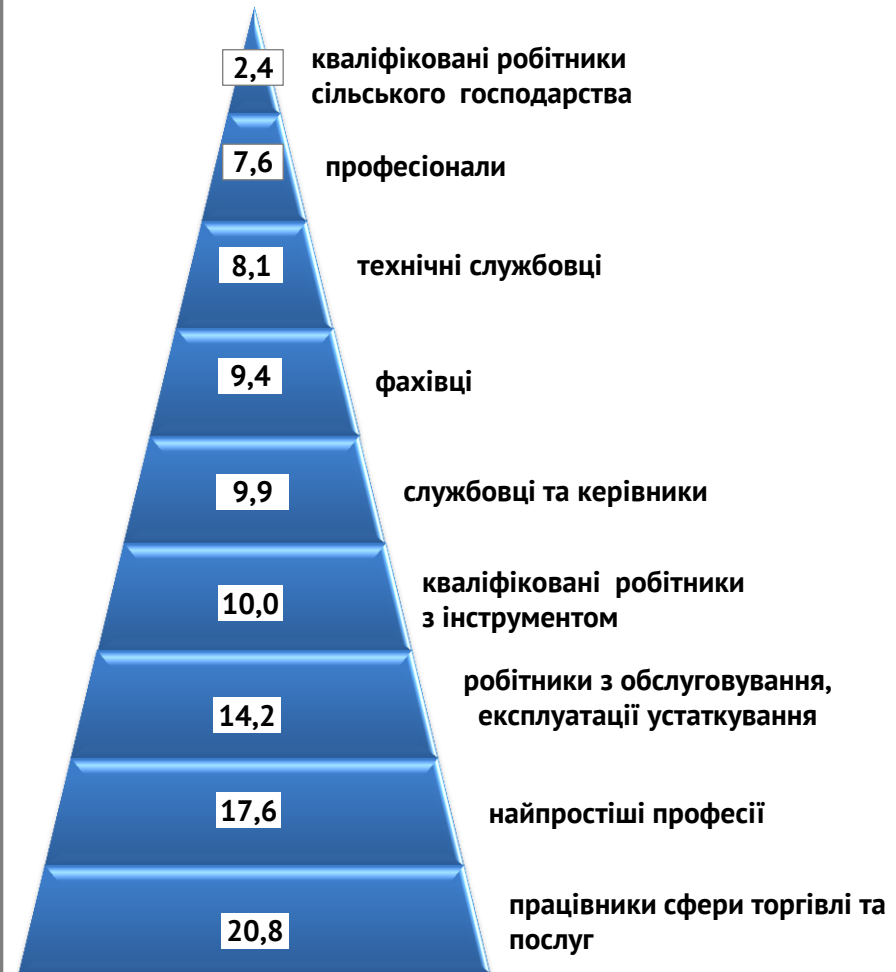 2,4
кваліфіковані робітники
сільського господарства
7,6
професіонали
8,1
технічні службовці
9,4
фахівці
9,9
службовці та керівники
10,0
кваліфіковані робітники
з інструментом
14,2
робітники з обслуговування,
експлуатації устаткування
17,6
найпростіші професії
20,8
працівники сфери торгівлі та
послуг